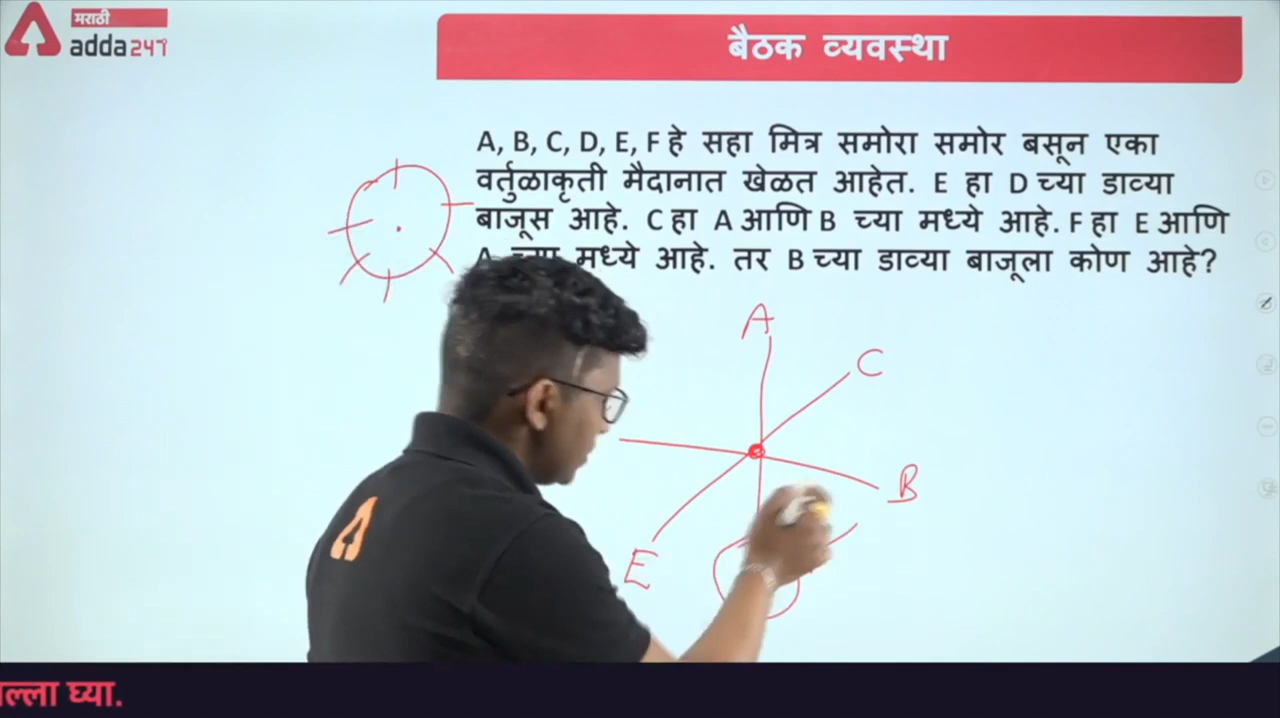 मराठी
adda247
बैठक व्यवस्था
A, B, C, D, E, F हे सहा मित्र समोरा समोर बसून एका
वर्तुळाकृती मैदानात खेळत आहेत. E हा D च्या डाव्या
बाजूस आहे. C हा A आणि B च्या मध्ये आहे. F हा E आणि
A च्या मध्ये आहे. तर B च्या डाव्या बाजूला कोण आहे?
A
C
B
E
ल्ला घ्या.